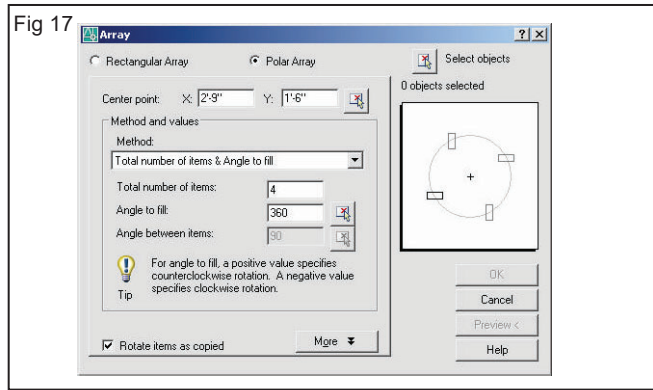 Fig 17
Array
Rectangular Array Polar Array Select objects
0 objects selected
Center point: X: 2'-9" Y: 1'-6"
Method and values
Method:
Total number of items & Angle to fill
Total number of items: 4
Angle to fill: 360
Angle between items: 90
For angle to fill, a positive value specifies
counterclockwise rotation. A negative value
specifies clockwise rotation.
Tip
Rotate items as copied More
OK
Cancel
Preview <
Help